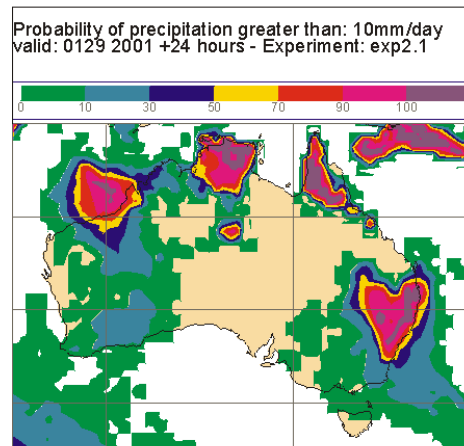 Probability of precipitation greater than: 10mm/day
valid: 0129 2001 +24 hours - Experiment: exp2.1
0 10 30 50 70 90 100